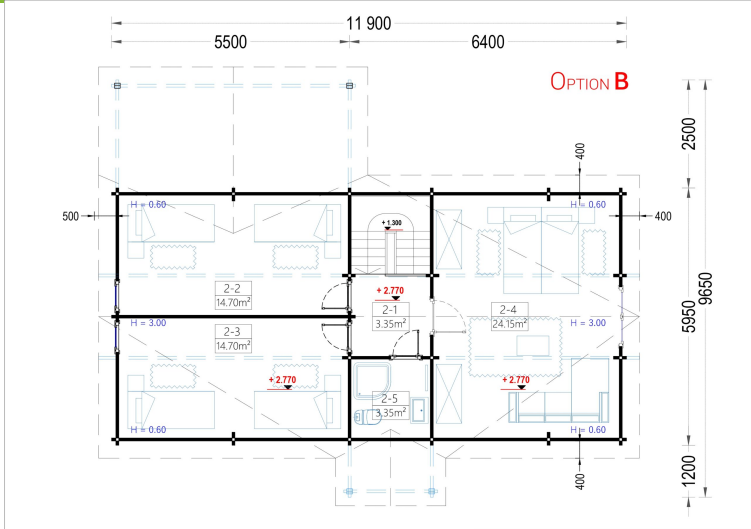 11 900
5500
6400
OPTION B
2500
400
H = 0.60
H = 0.60
500
400
+ 1.300
2-2
14.70m²
+ 2.770
2-1
3.35m²
2-4
24.15m²
5950
9650
H = 3.00
H = 3.00
2-3
14.70m²
+ 2.770
+ 2.770
2-5
3.35m²
H = 0.60
H = 0.60
400
1200